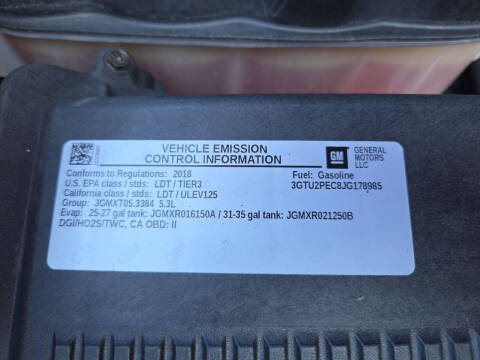 VEHICLE EMISSION
CONTROL INFORMATION
GM
GENERAL
MOTORS
LLC
Conforms to Regulations: 2018
Fuel: Gasoline
U.S. EPA class / stds: LDT / TIER3
3GTU2PEC8JG178985
California class / stds: LDT / ULEV125
Group: JGMXT05.3384 5.3L
Evap: 25-27 gal tank: JGMXR016150A / 31-35 gal tank: JGMXR021250B
DGI/HO2S/TWC, CA OBD: II